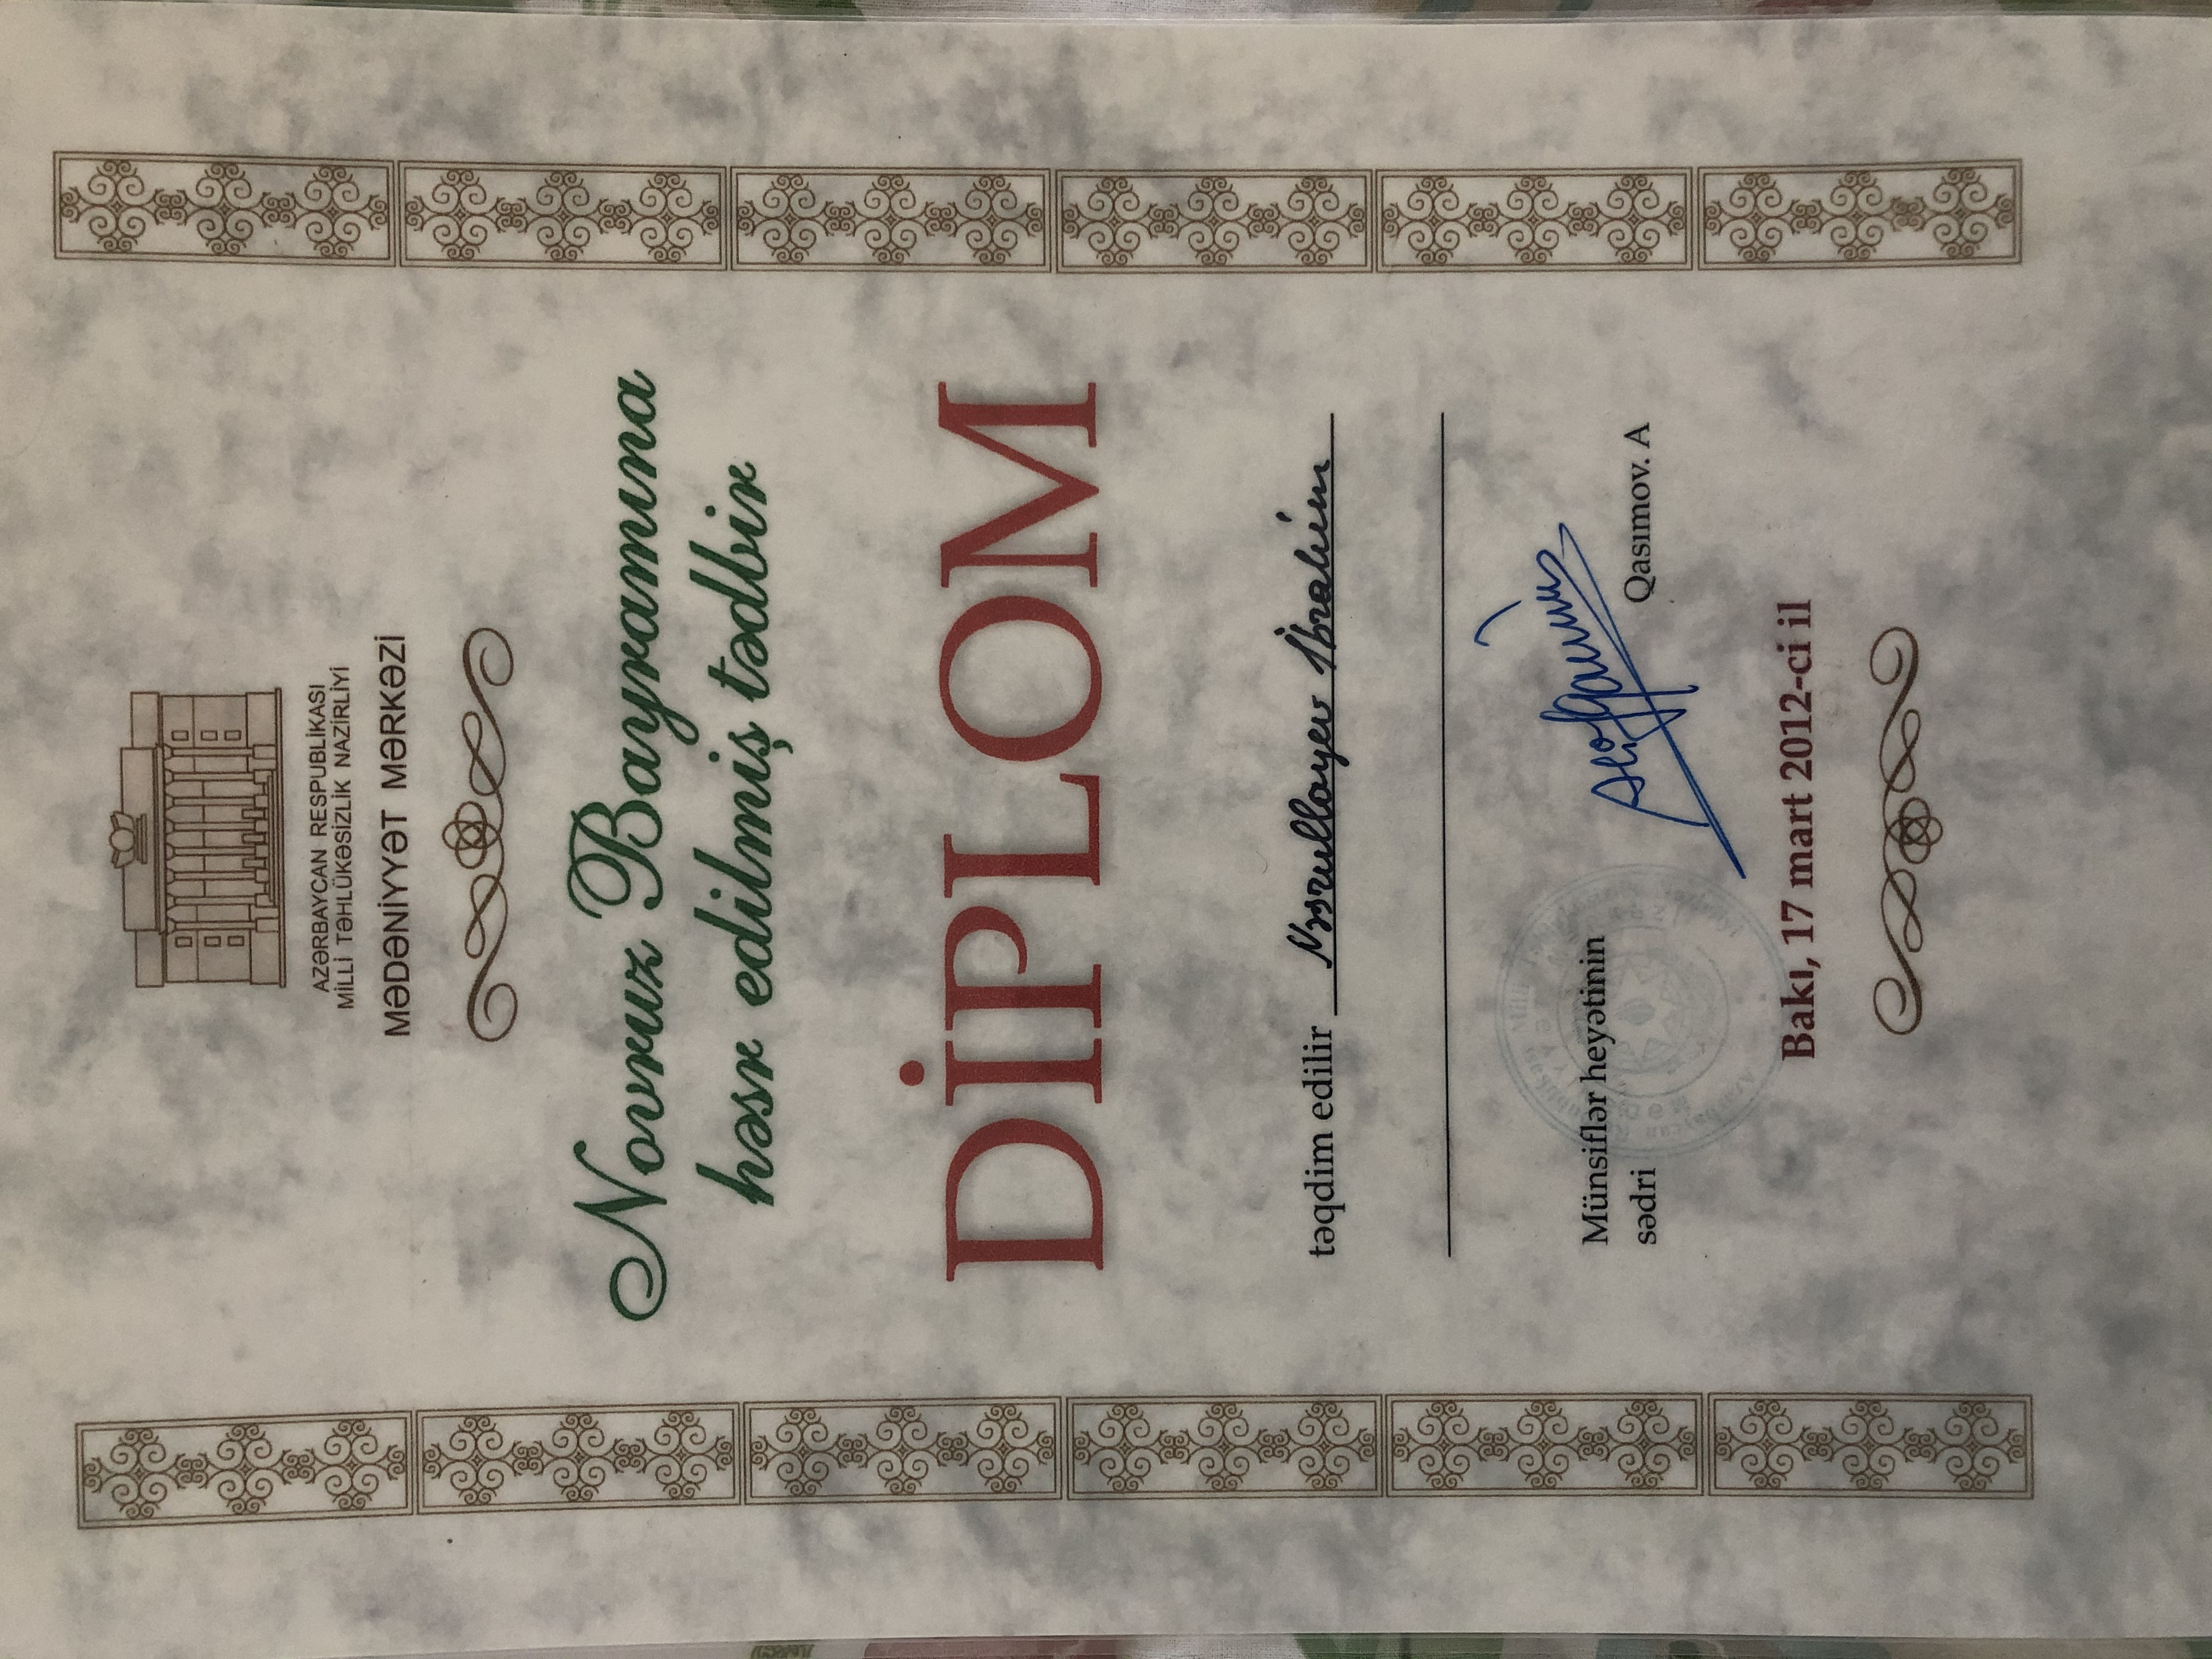 AZƏRBAYCAN RESPUBLİKASI
MİLLİ TƏHLÜKƏSİZLİK NAZİRLİYİ
MƏDƏNİYYƏT MƏRKƏZİ
Novruz Bayramına
həsr edilmiş tədbir
DİPLOM
təqdim edilir Nəsrullayev İbrahim
Münsiflər heyətinin
sədri
Qasımov. A
Bakı, 17 mart 2012-ci il